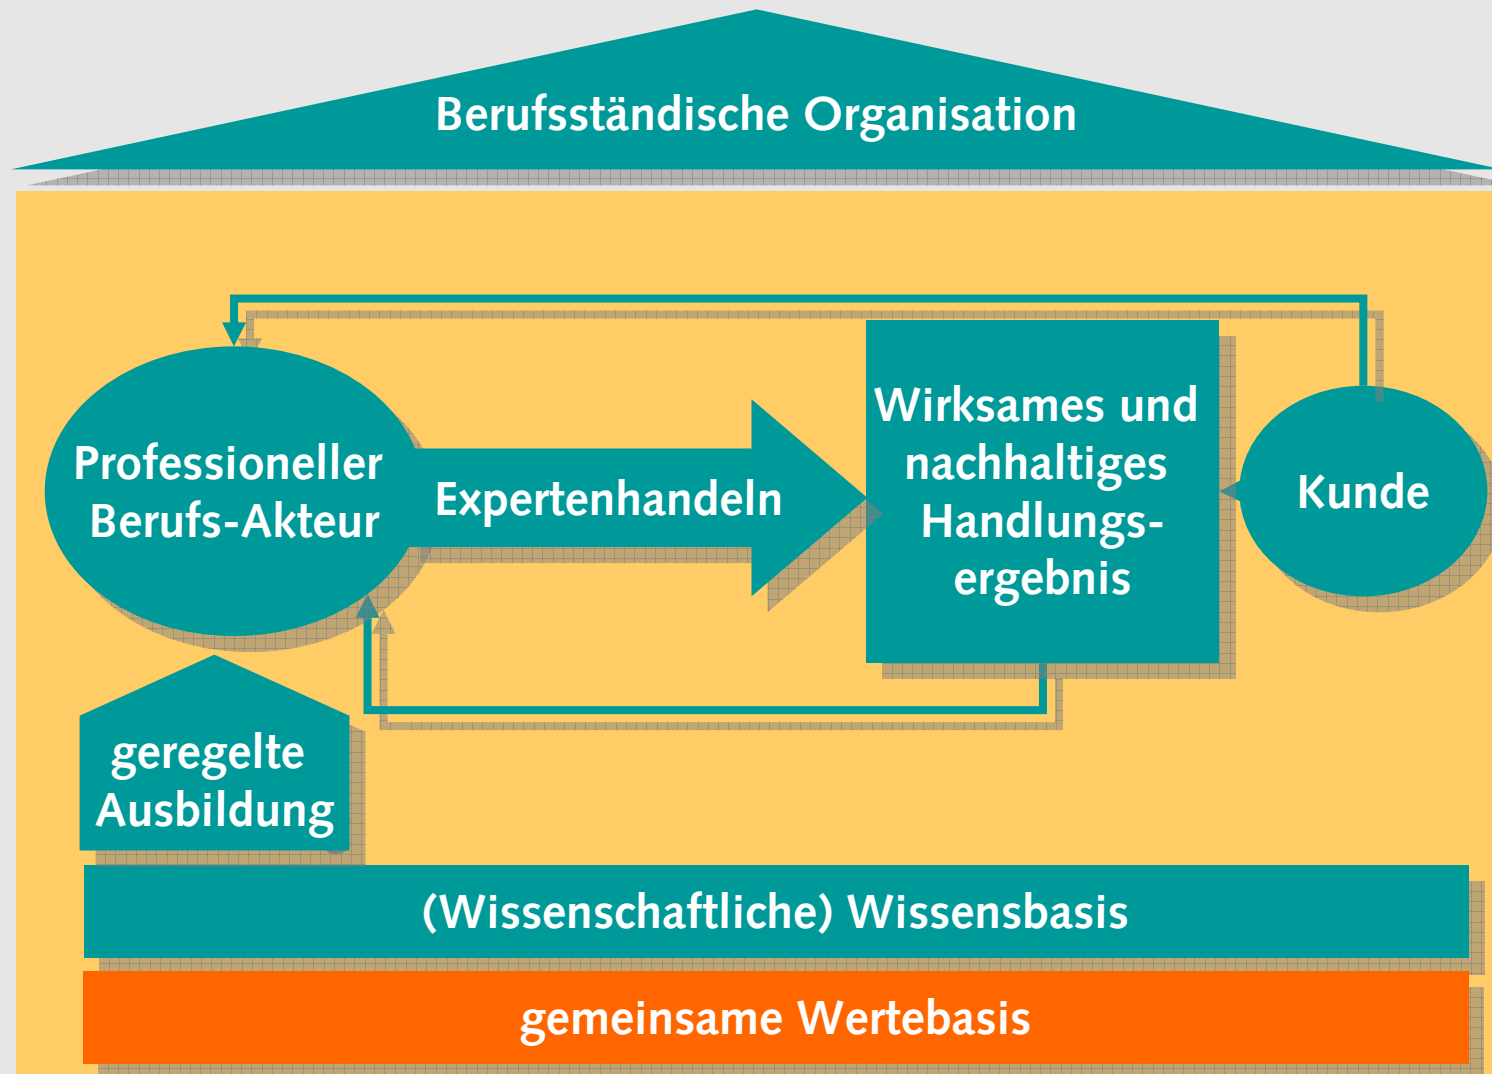 Berufsständische Organisation
Professioneller
Berufs-Akteur
Expertenhandeln
Wirksames und
nachhaltiges
Handlungs-
ergebnis
Kunde
geregelte
Ausbildung
(Wissenschaftliche) Wissensbasis
gemeinsame Wertebasis